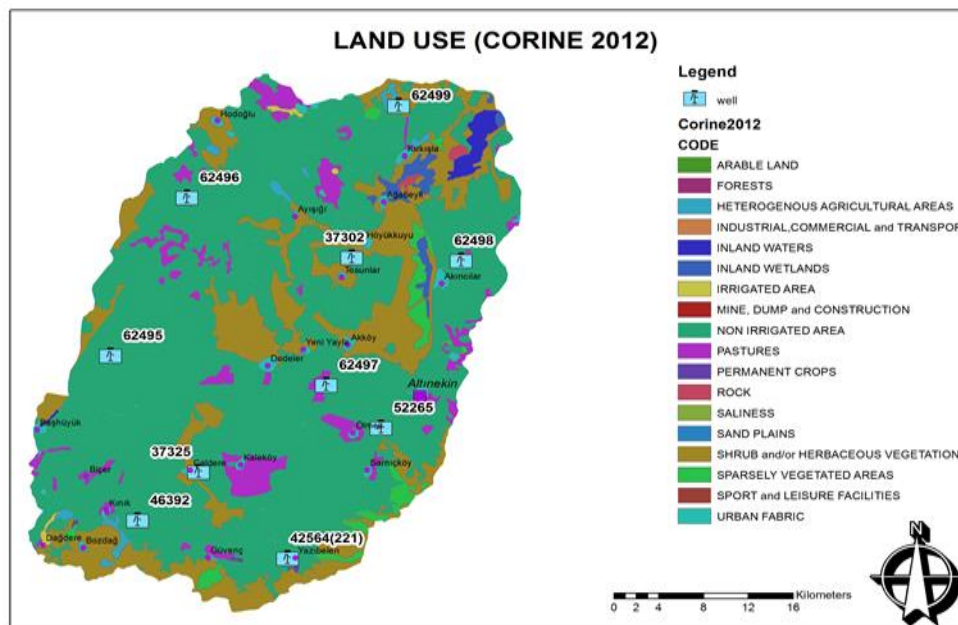 LAND USE (CORINE 2012)
62499
Hodoğlu
Kırkışla
62496
Ağabeyli
Ayışığı
37302
Höyükkuyu
62498
Tosunlar
Akıncılar
62495
Yeni Yayla
Akköy
Dedeler
62497
Altınekin
52265
Beşhüyük
37325
Çaldere
Kaleköy
Sarnıçköy
Biçer
46392
Kınık
42564(221)
Dağdere
Bozdağ
Güvenç
Yazıbelen
Legend
well
Corine2012
CODE
ARABLE LAND
FORESTS
HETEROGENOUS AGRICULTURAL AREAS
INDUSTRIAL,COMMERCIAL and TRANSPOR
INLAND WATERS
INLAND WETLANDS
IRRIGATED AREA
MINE, DUMP and CONSTRUCTION
NON IRRIGATED AREA
PASTURES
PERMANENT CROPS
ROCK
SALINESS
SAND PLAINS
SHRUB and/or HERBACEOUS VEGETATION
SPARSELY VEGETATED AREAS
SPORT and LEISURE FACILITIES
URBAN FABRIC
N
Kilometers
0 2 4 8 12 16